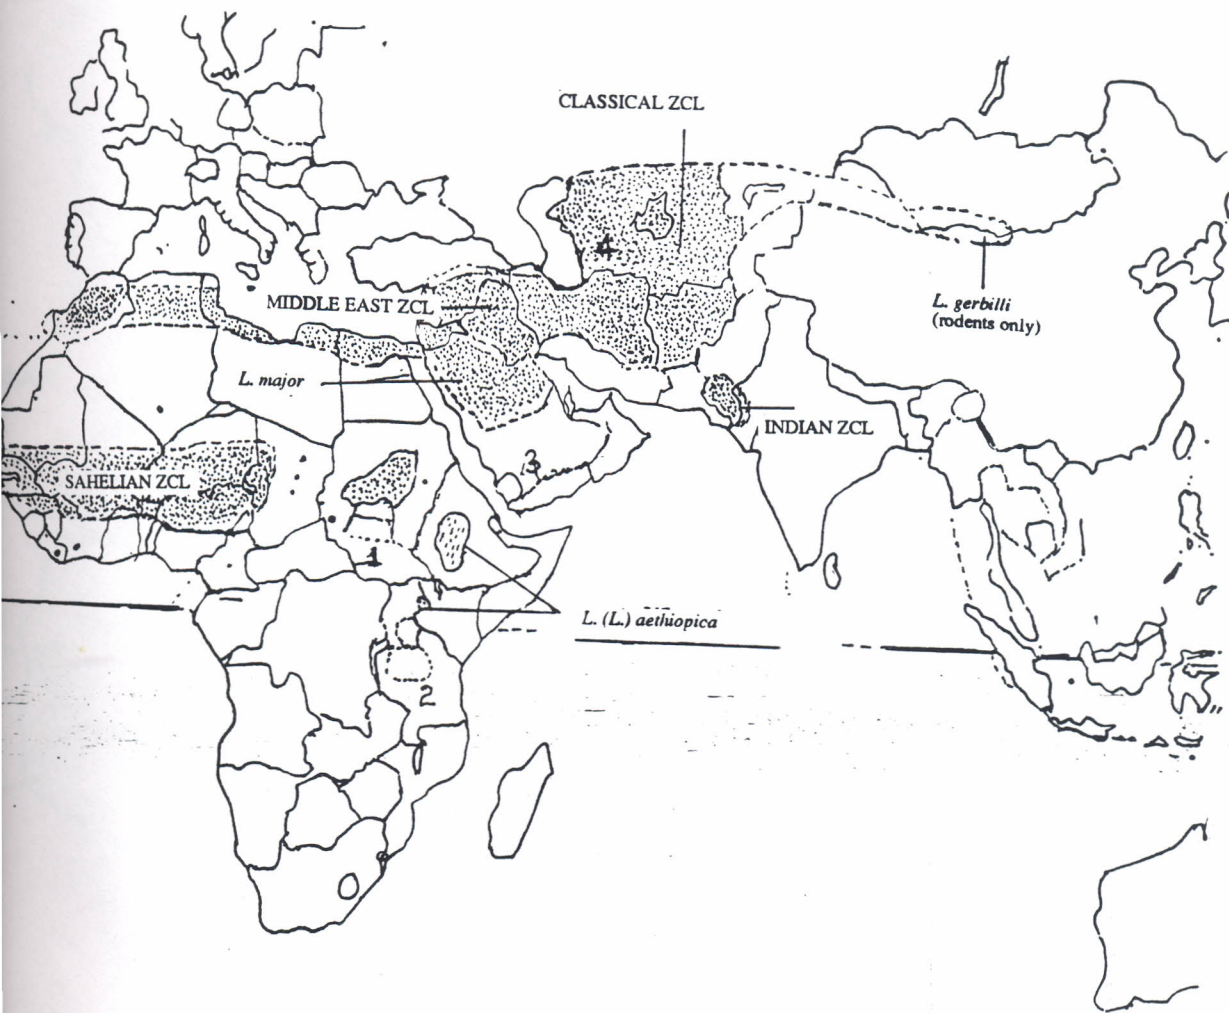 CLASSICAL ZCL
4
MIDDLE EAST ZCL
L. gerbilli
(rodents only)
L. major
INDIAN ZCL
3
SAHELIAN ZCL
1
L. (L.) aethiopica
2